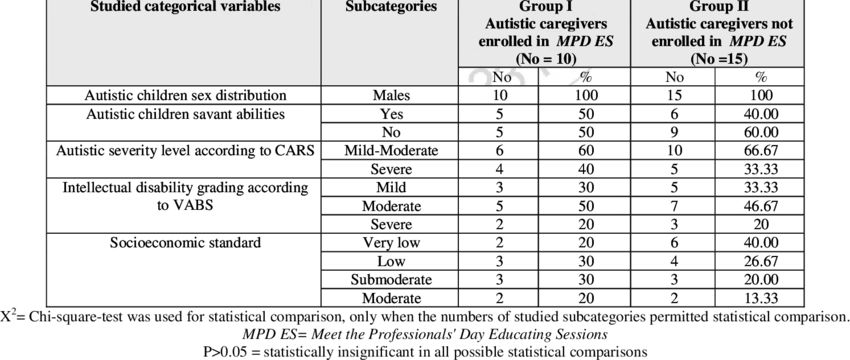 Studied categorical variables Subcategories Group I Group II
Autistic caregivers Autistic caregivers not
enrolled in MPD ES enrolled in MPD ES
(No = 10) (No =15)
No % No %
Autistic children sex distribution Males 10 100 15 100
Autistic children savant abilities Yes 5 50 6 40.00
No 5 50 9 60.00
Autistic severity level according to CARS Mild-Moderate 6 60 10 66.67
Severe 4 40 5 33.33
Intellectual disability grading according Mild 3 30 5 33.33
to VABS Moderate 5 50 7 46.67
Severe 2 20 3 20
Socioeconomic standard Very low 2 20 6 40.00
Low 3 30 4 26.67
Submoderate 3 30 3 20.00
Moderate 2 20 2 13.33
X²= Chi-square-test was used for statistical comparison, only when the numbers of studied subcategories permitted statistical comparison.
MPD ES= Meet the Professionals' Day Educating Sessions
P>0.05 = statistically insignificant in all possible statistical comparisons